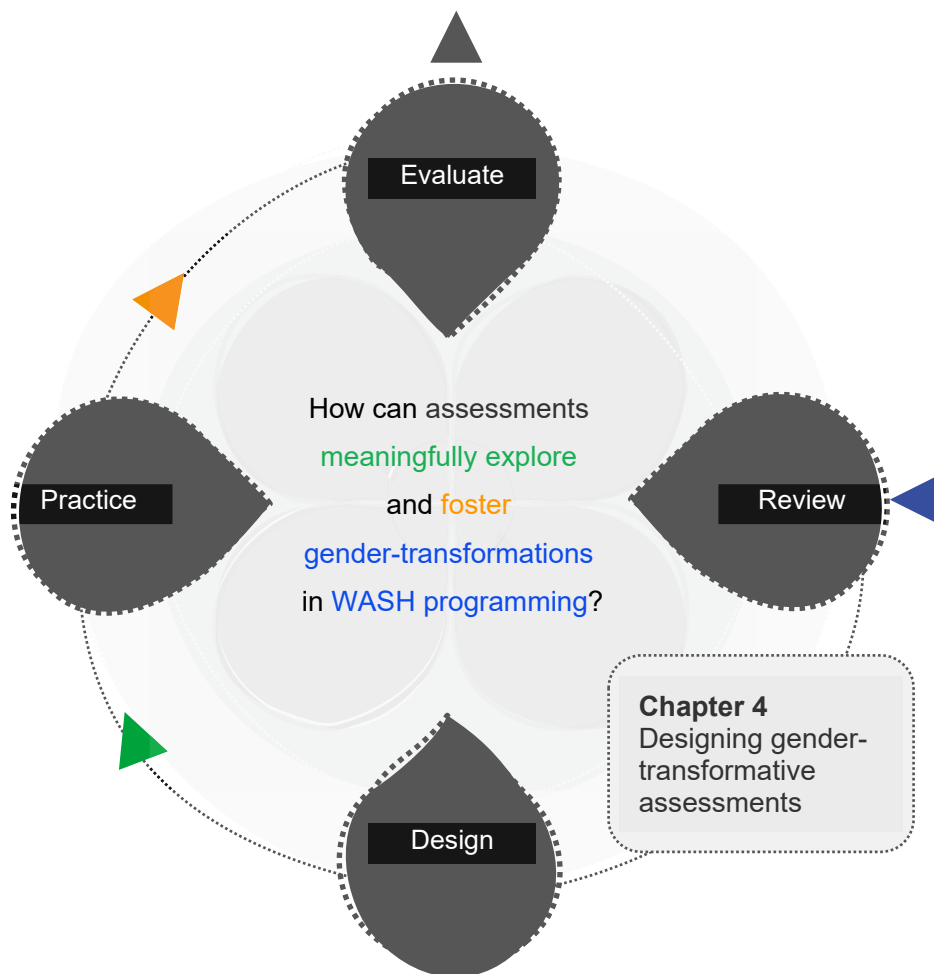 Evaluate
How can assessments
meaningfully explore
and foster
gender-transformations
in WASH programming?
Practice
Review
Chapter 4
Designing gender-
transformative
assessments
Design